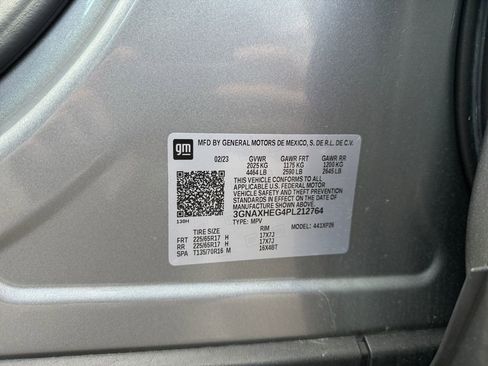 gm
MFD BY GENERAL MOTORS DE MEXICO, S. DE R.L. DE C.V.
02/23 GVWR GAWR FRT GAWR RR
2025 KG 1175 KG 1200 KG
4464 LB 2590 LB 2645 LB
THIS VEHICLE CONFORMS TO ALL
APPLICABLE U.S. FEDERAL MOTOR
VEHICLE SAFETY AND THEFT PREVENTION
STANDARDS IN EFFECT ON THE DATE OF
MANUFACTURE SHOWN ABOVE.
3GNAXHEG4PL212764
TYPE: MPV MODEL: 441XP26
138H
TIRE SIZE RIM
FRT 225/65R17 H 17X7J
RR 225/65R17 H 17X7J
SPA T135/70R16 M 16X4BT